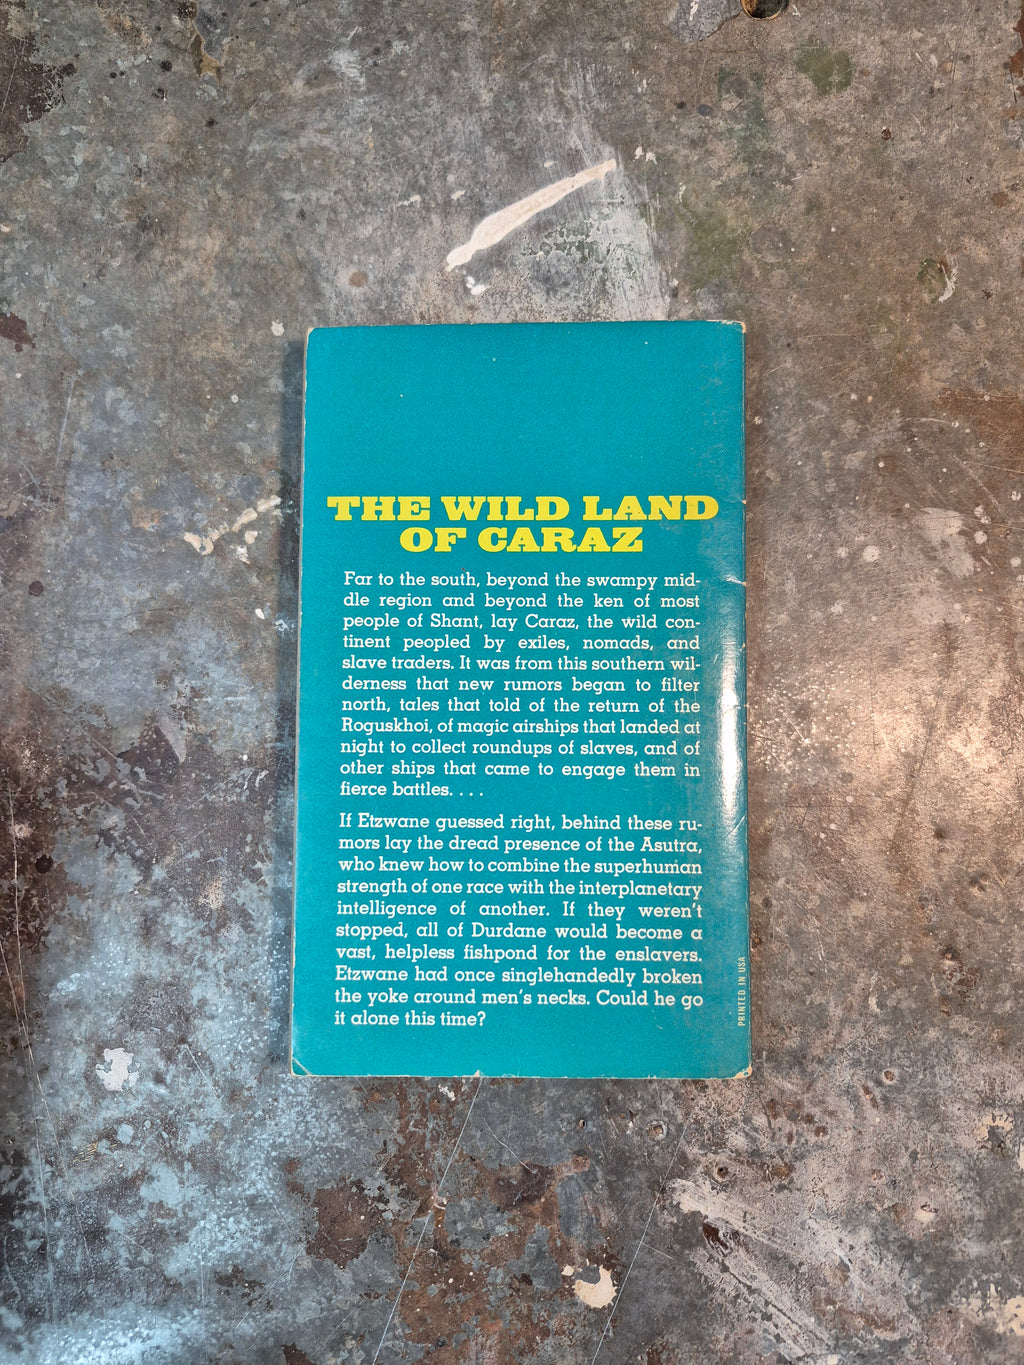 THE WILD LAND
OF CARAZ
Far to the south, beyond the swampy mid-
dle region and beyond the ken of most
people of Shant, lay Caraz, the wild con-
tinent peopled by exiles, nomads, and
slave traders. It was from this southern wil-
derness that new rumors began to filter
north, tales that told of the return of the
Roguskhoi, of magic airships that landed at
night to collect roundups of slaves, and of
other ships that came to engage them in
fierce battles. . . .
If Etzwane guessed right, behind these ru-
mors lay the dread presence of the Asutra,
who knew how to combine the superhuman
strength of one race with the interplanetary
intelligence of another. If they weren't
stopped, all of Durdane would become a
vast, helpless fishpond for the enslavers.
Etzwane had once singlehandedly broken
the yoke around men's necks. Could he go
it alone this time?
PRINTED IN USA